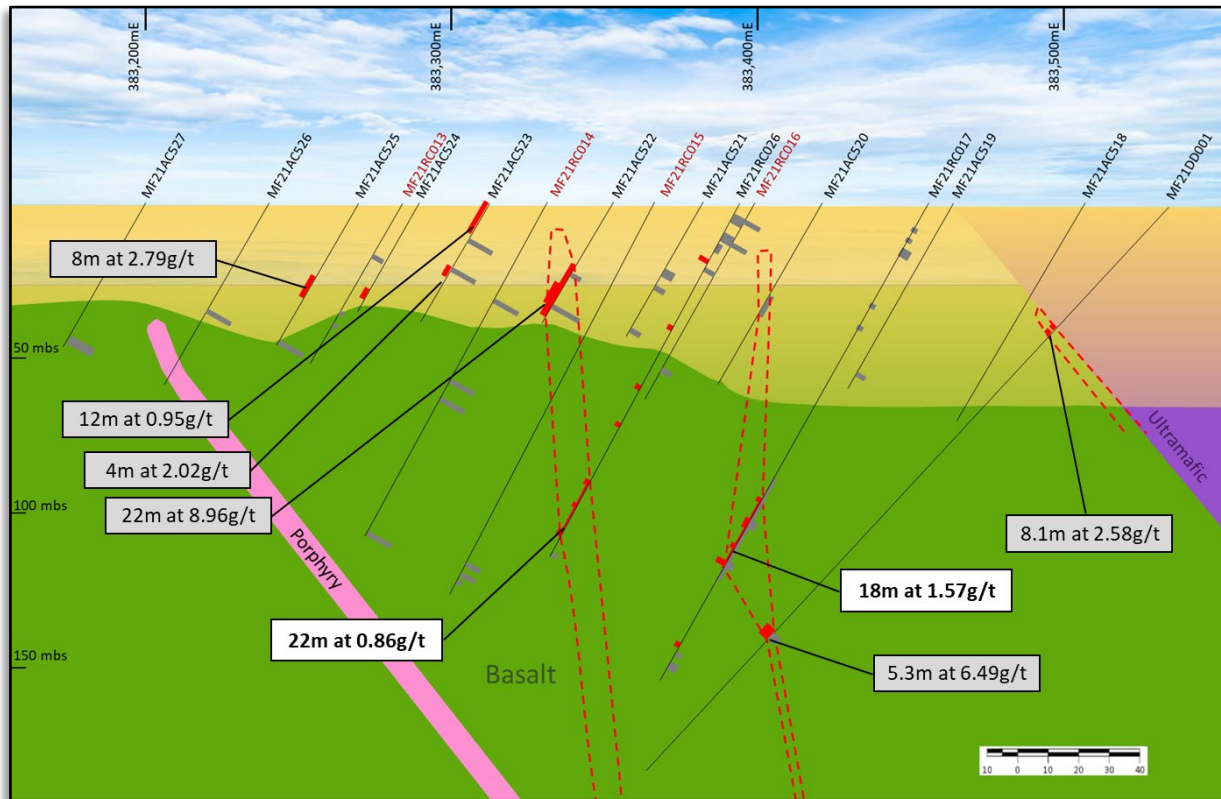 383,200mE
383,300mE
383,400mE
383,500mE
MF21AC527
MF21AC526
MF21AC525
MF21RC013
MF21AC524
MF21AC523
MF21RC014
MF21AC522
MF21RC015
MF21AC521
MF21RC026
MF21RC016
MF21AC520
MF21RC017
MF21AC519
MF21AC518
MF21DD001
8m at 2.79g/t
50 mbs
12m at 0.95g/t
4m at 2.02g/t
22m at 8.96g/t
100 mbs
Ultramafic
8.1m at 2.58g/t
Porphyry
18m at 1.57g/t
22m at 0.86g/t
150 mbs
Basalt
5.3m at 6.49g/t
10 0 10 20 30 40